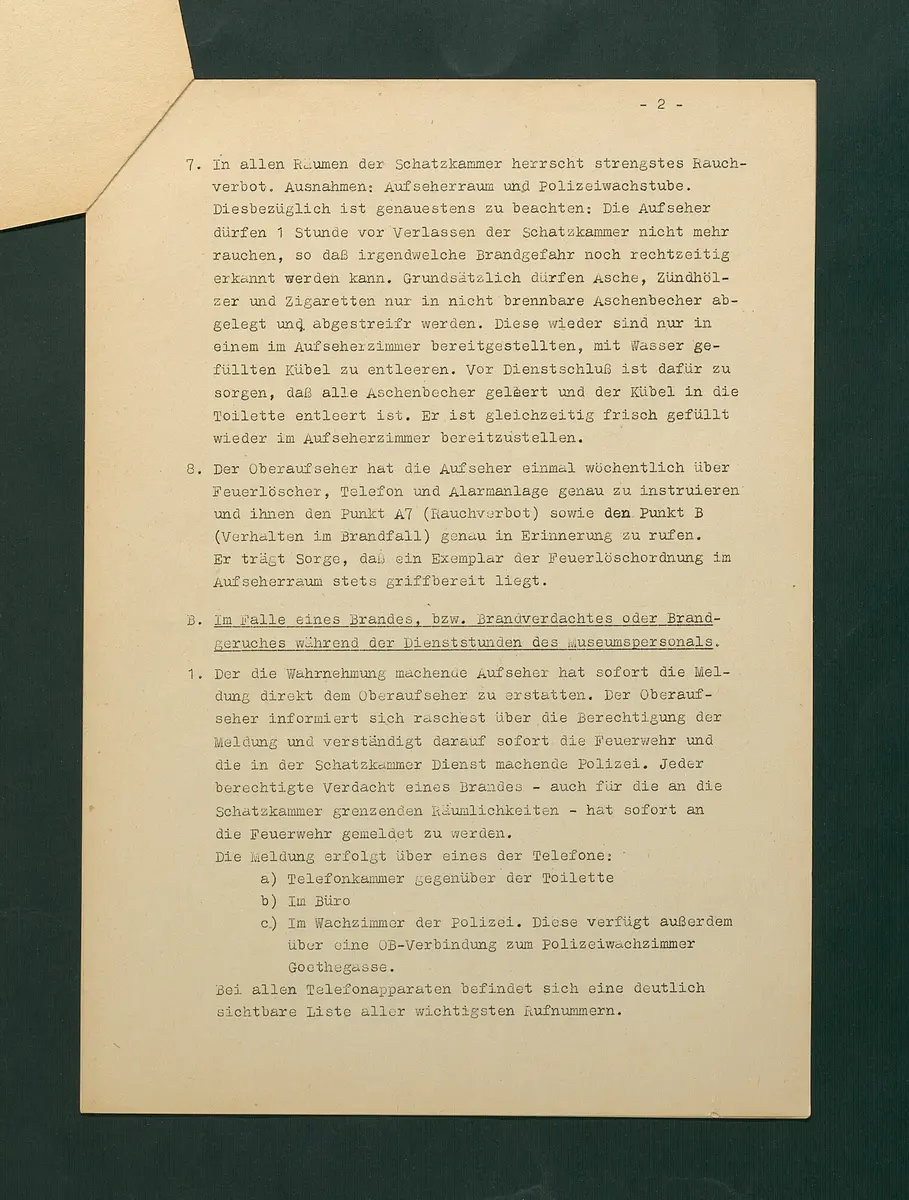 - 2 -
7. In allen Räumen der Schatzkammer herrscht strengstes Rauch-
verbot. Ausnahmen: Aufseherraum und Polizeiwachstube.
Diesbezüglich ist genauestens zu beachten: Die Aufseher
dürfen 1 Stunde vor Verlassen der Schatzkammer nicht mehr
rauchen, so daß irgendwelche Brandgefahr noch rechtzeitig
erkannt werden kann. Grundsätzlich dürfen Asche, Zündhöl-
zer und Zigaretten nur in nicht brennbare Aschenbecher ab-
gelegt und abgestreifr werden. Diese wieder sind nur in
einem im Aufseherzimmer bereitgestellten, mit Wasser ge-
füllten Kübel zu entleeren. Vor Dienstschluß ist dafür zu
sorgen, daß alle Aschenbecher geleert und der Kübel in die
Toilette entleert ist. Er ist gleichzeitig frisch gefüllt
wieder im Aufseherzimmer bereitzustellen.
8. Der Oberaufseher hat die Aufseher einmal wöchentlich über
Feuerlöscher, Telefon und Alarmanlage genau zu instruieren
und ihnen den Punkt A7 (Rauchverbot) sowie den Punkt B
(Verhalten im Brandfall) genau in Erinnerung zu rufen.
Er trägt Sorge, daß ein Exemplar der Feuerlöschordnung im
Aufseherraum stets griffbereit liegt.
B. Im Falle eines Brandes, bzw. Brandverdachtes oder Brand-
geruches während der Dienststunden des Museumspersonals.
1. Der die Wahrnehmung machende Aufseher hat sofort die Mel-
dung direkt dem Oberaufseher zu erstatten. Der Oberauf-
seher informiert sich raschest über die Berechtigung der
Meldung und verständigt darauf sofort die Feuerwehr und
die in der Schatzkammer Dienst machende Polizei. Jeder
berechtigte Verdacht eines Brandes - auch für die an die
Schatzkammer grenzenden Räumlichkeiten - hat sofort an
die Feuerwehr gemeldet zu werden.
Die Meldung erfolgt über eines der Telefone:
a) Telefonkammer gegenüber der Toilette
b) Im Büro
c) Im Wachzimmer der Polizei. Diese verfügt außerdem
über eine OB-Verbindung zum Polizeiwachzimmer
Goethegasse.
Bei allen Telefonapparaten befindet sich eine deutlich
sichtbare Liste aller wichtigsten Rufnummern.